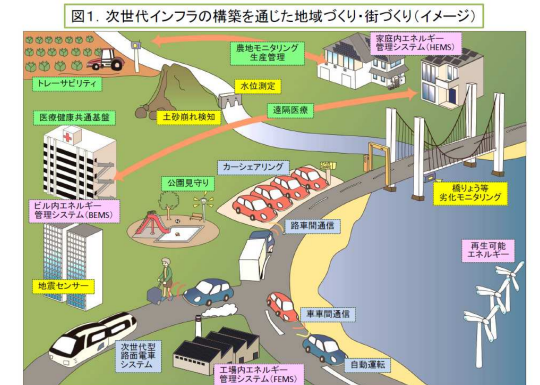 図1. 次世代インフラの構築を通じた地域づくり・街づくり(イメージ)
農地モニタリング
生産管理
家庭内エネルギー
管理システム(HEMS)
トレーサビリティ
水位測定
土砂崩れ検知
遠隔医療
医療健康共通基盤
カーシェアリング
公園見守り
橋りょう等
劣化モニタリング
ビル内エネルギー
管理システム(BEMS)
路車間通信
再生可能
エネルギー
地震センサー
車車間通信
次世代型
路面電車
システム
自動運転
工場内エネルギー
管理システム(FEMS)